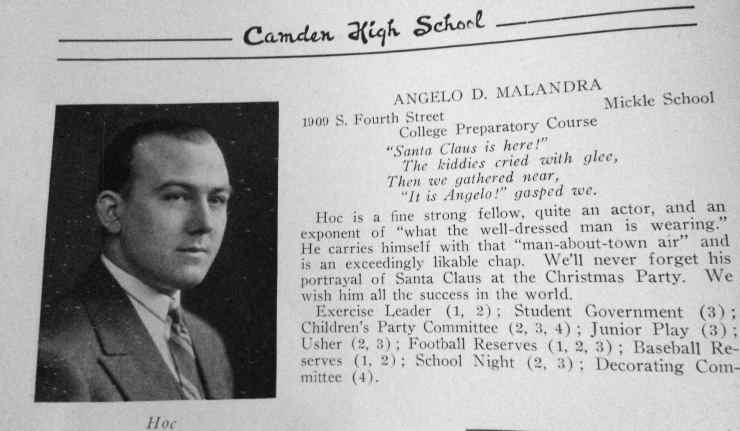 Camden High School
ANGELO D. MALANDRA
1909 S. Fourth Street Mickle School
College Preparatory Course
"Santa Claus is here!"
The kiddies cried with glee,
Then we gathered near,
"It is Angelo!" gasped we.
Hoc is a fine strong fellow, quite an actor, and an
exponent of "what the well-dressed man is wearing."
He carries himself with that "man-about-town air" and
is an exceedingly likable chap. We'll never forget his
portrayal of Santa Claus at the Christmas Party. We
wish him all the success in the world.
Exercise Leader (1, 2); Student Government (3);
Children's Party Committee (2, 3, 4); Junior Play (3);
Usher (2, 3); Football Reserves (1, 2, 3); Baseball Re-
serves (1, 2); School Night (2, 3); Decorating Com-
mittee (4).
Hoc